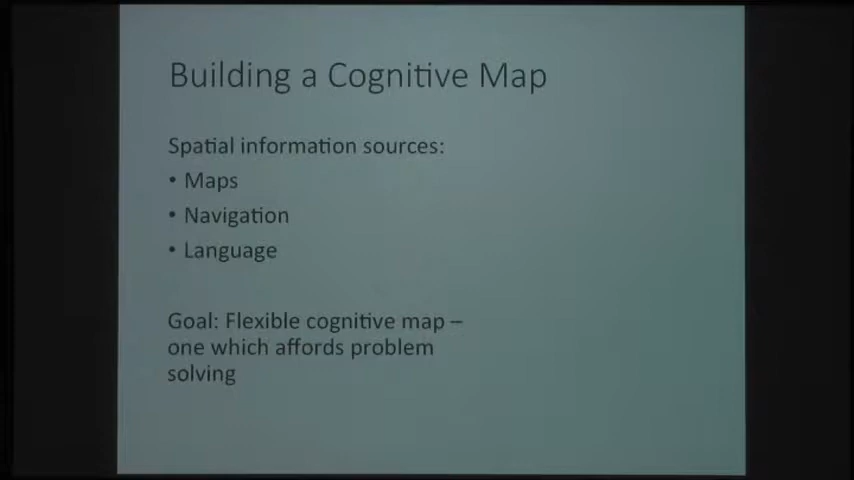 Building a Cognitive Map
Spatial information sources:
• Maps
• Navigation
• Language
Goal: Flexible cognitive map –
one which affords problem
solving